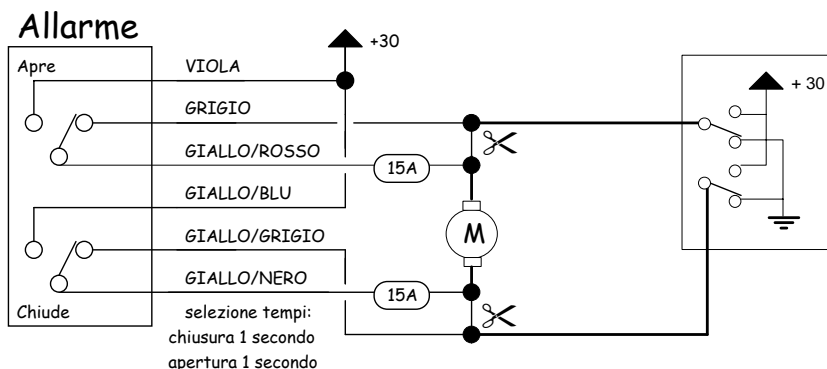 Allarme
+30
Apre
VIOLA
+ 30
GRIGIO
GIALLO/ROSSO
15A
GIALLO/BLU
M
GIALLO/GRIGIO
GIALLO/NERO
15A
Chiude
selezione tempi:
chiusura 1 secondo
apertura 1 secondo